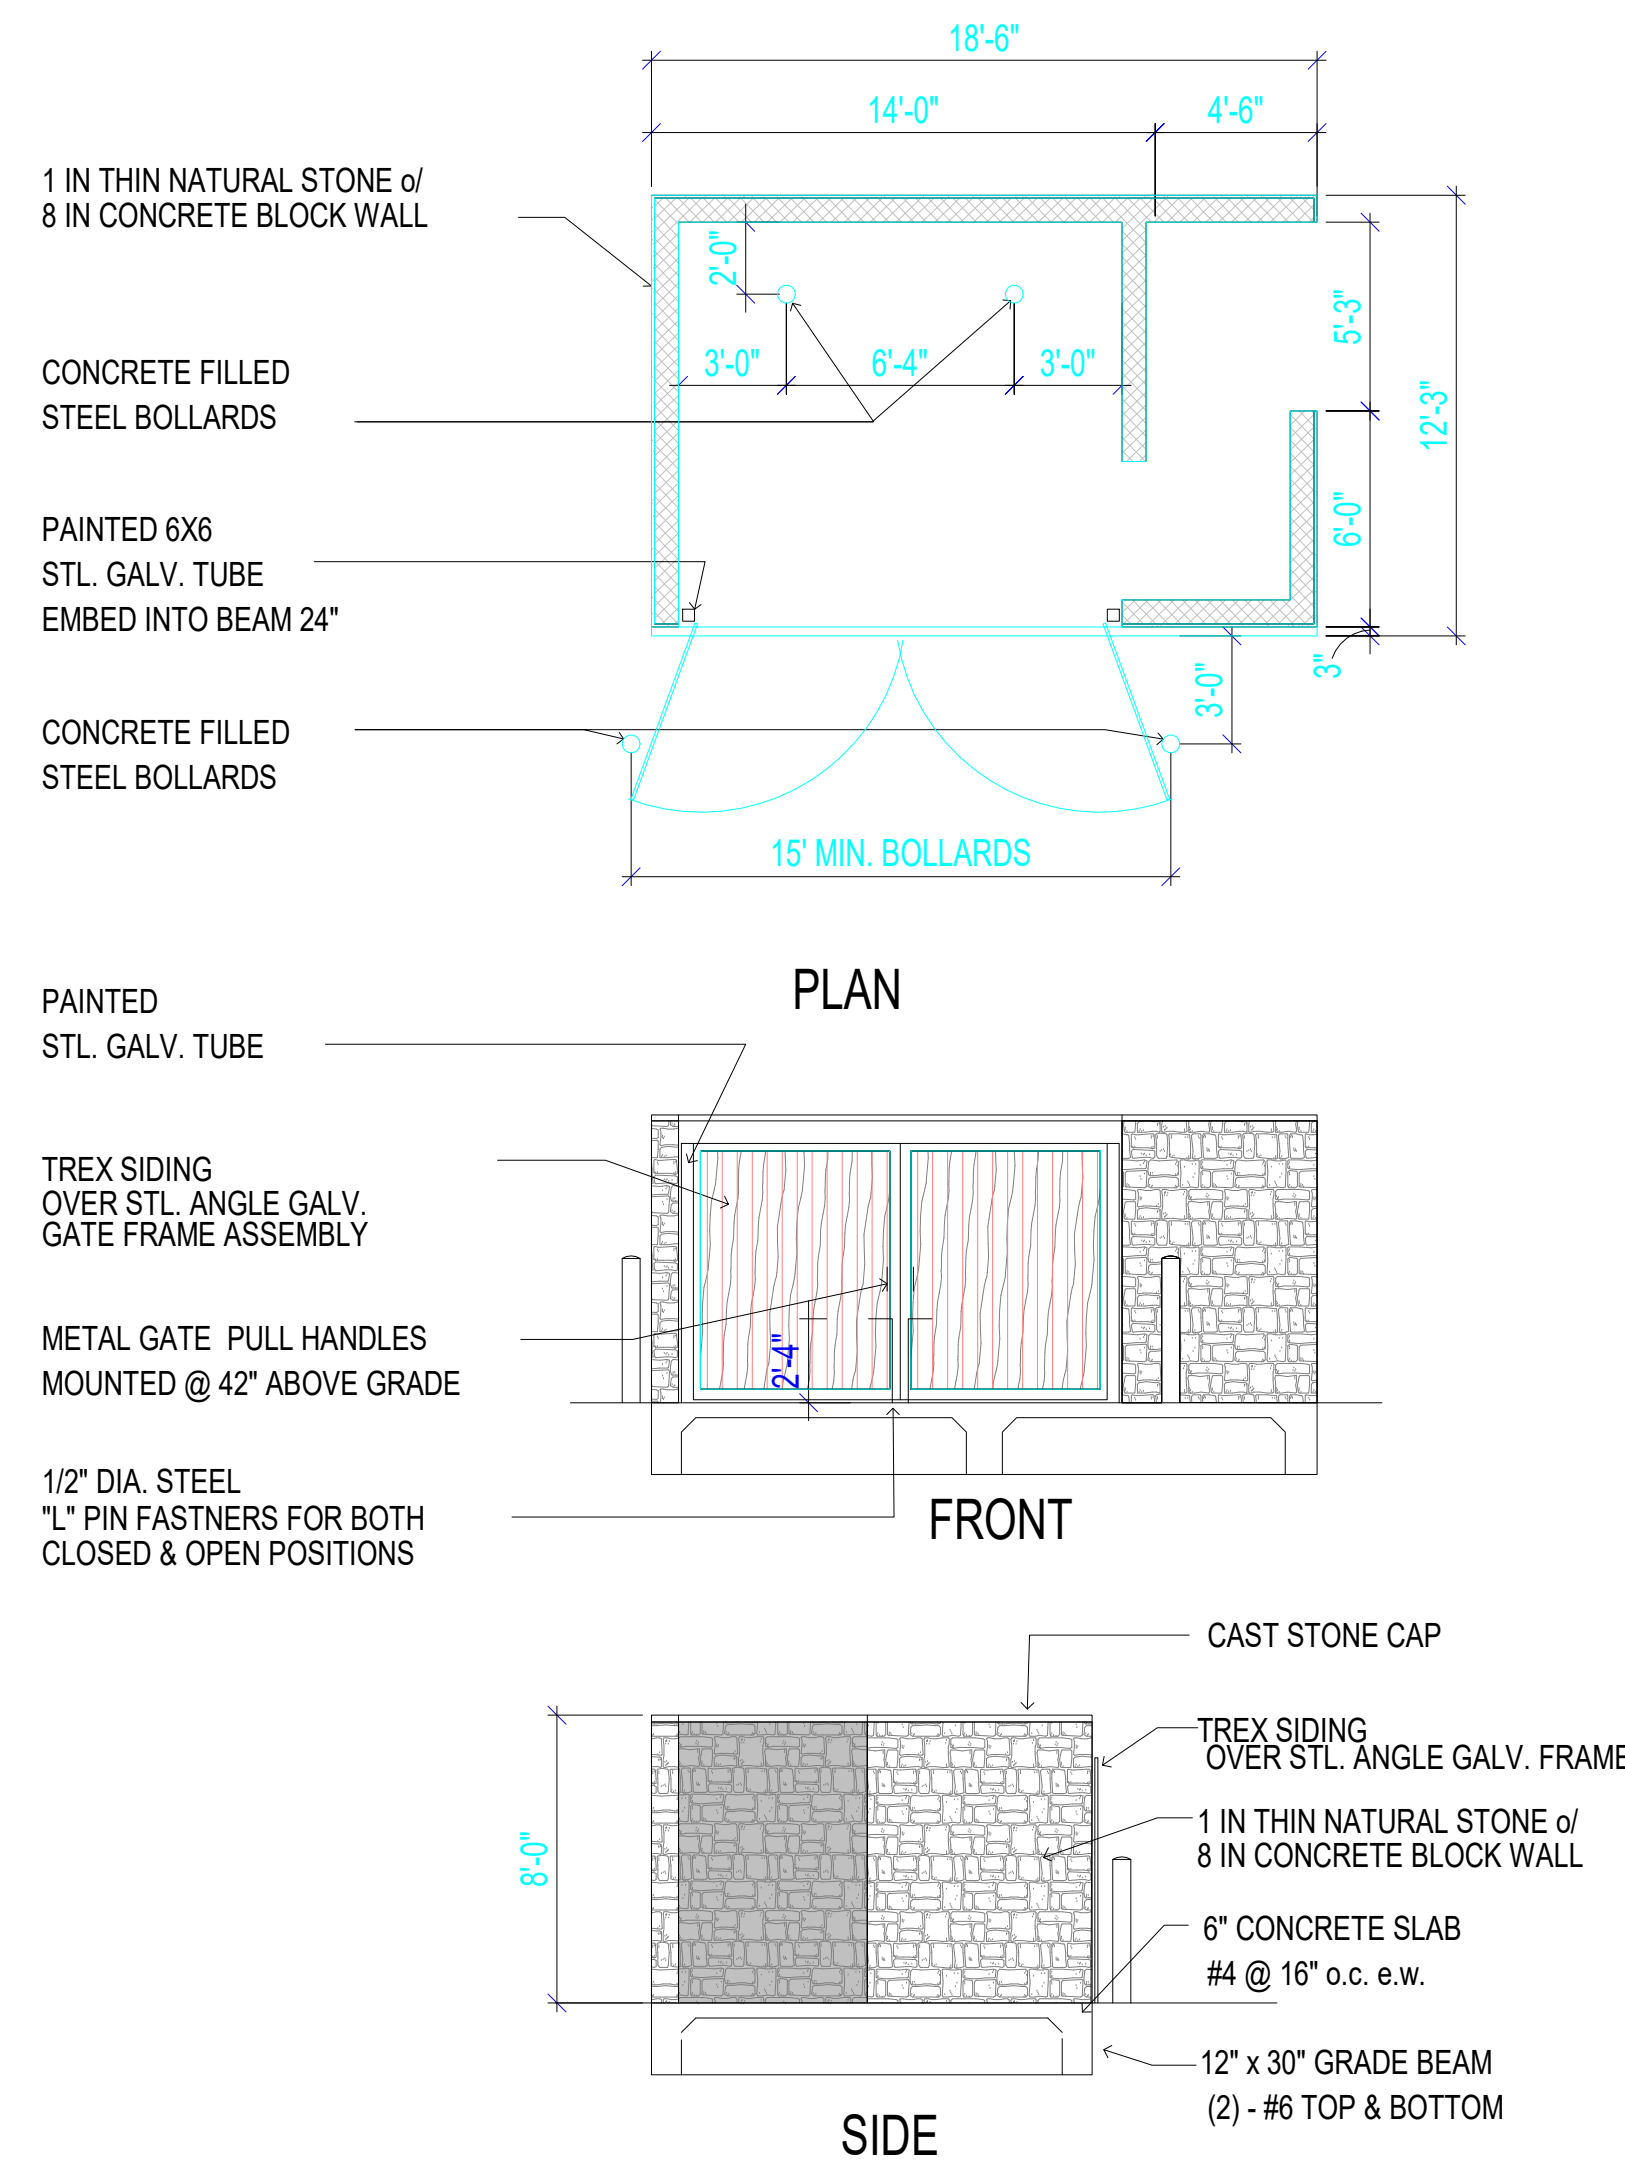 18'-6"
14'-0"
4'-6"
1 IN THIN NATURAL STONE o/
8 IN CONCRETE BLOCK WALL
2'-0"
5'-3"
CONCRETE FILLED
STEEL BOLLARDS
3'-0"
6'-4"
3'-0"
12'-3"
PAINTED 6X6
STL. GALV. TUBE
EMBED INTO BEAM 24"
6'-0"
3"
3'-0"
CONCRETE FILLED
STEEL BOLLARDS
15' MIN. BOLLARDS
PLAN
PAINTED
STL. GALV. TUBE
TREX SIDING
OVER STL. ANGLE GALV.
GATE FRAME ASSEMBLY
METAL GATE PULL HANDLES
MOUNTED @ 42" ABOVE GRADE
2'-4"
1/2" DIA. STEEL
"L" PIN FASTNERS FOR BOTH
CLOSED & OPEN POSITIONS
FRONT
CAST STONE CAP
TREX SIDING
OVER STL. ANGLE GALV. FRAME
1 IN THIN NATURAL STONE o/
8 IN CONCRETE BLOCK WALL
8'-0"
6" CONCRETE SLAB
#4 @ 16" o.c. e.w.
12" x 30" GRADE BEAM
(2) - #6 TOP & BOTTOM
SIDE